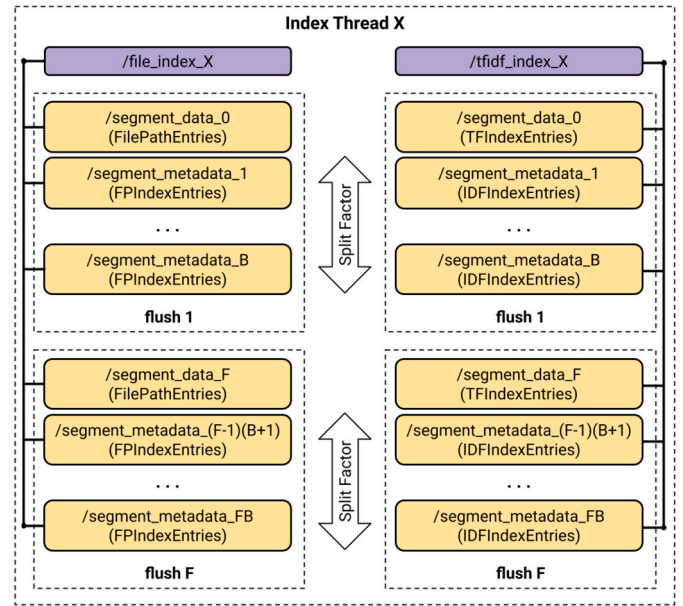 Index Thread X
/file_index_X
/segment_data_0
(FilePathEntries)
/segment_metadata_1
(FPIndexEntries)
...
/segment_metadata_B
(FPIndexEntries)
flush 1
/segment_data_F
(FilePathEntries)
/segment_metadata_(F-1)(B+1)
(FPIndexEntries)
...
/segment_metadata_FB
(FPIndexEntries)
flush F
Split Factor
Split Factor
/tfidf_index_X
/segment_data_0
(TFIndexEntries)
/segment_metadata_1
(IDFIndexEntries)
...
/segment_metadata_B
(IDFIndexEntries)
flush 1
/segment_data_F
(TFIndexEntries)
/segment_metadata_(F-1)(B+1)
(IDFIndexEntries)
...
/segment_metadata_FB
(IDFIndexEntries)
flush F